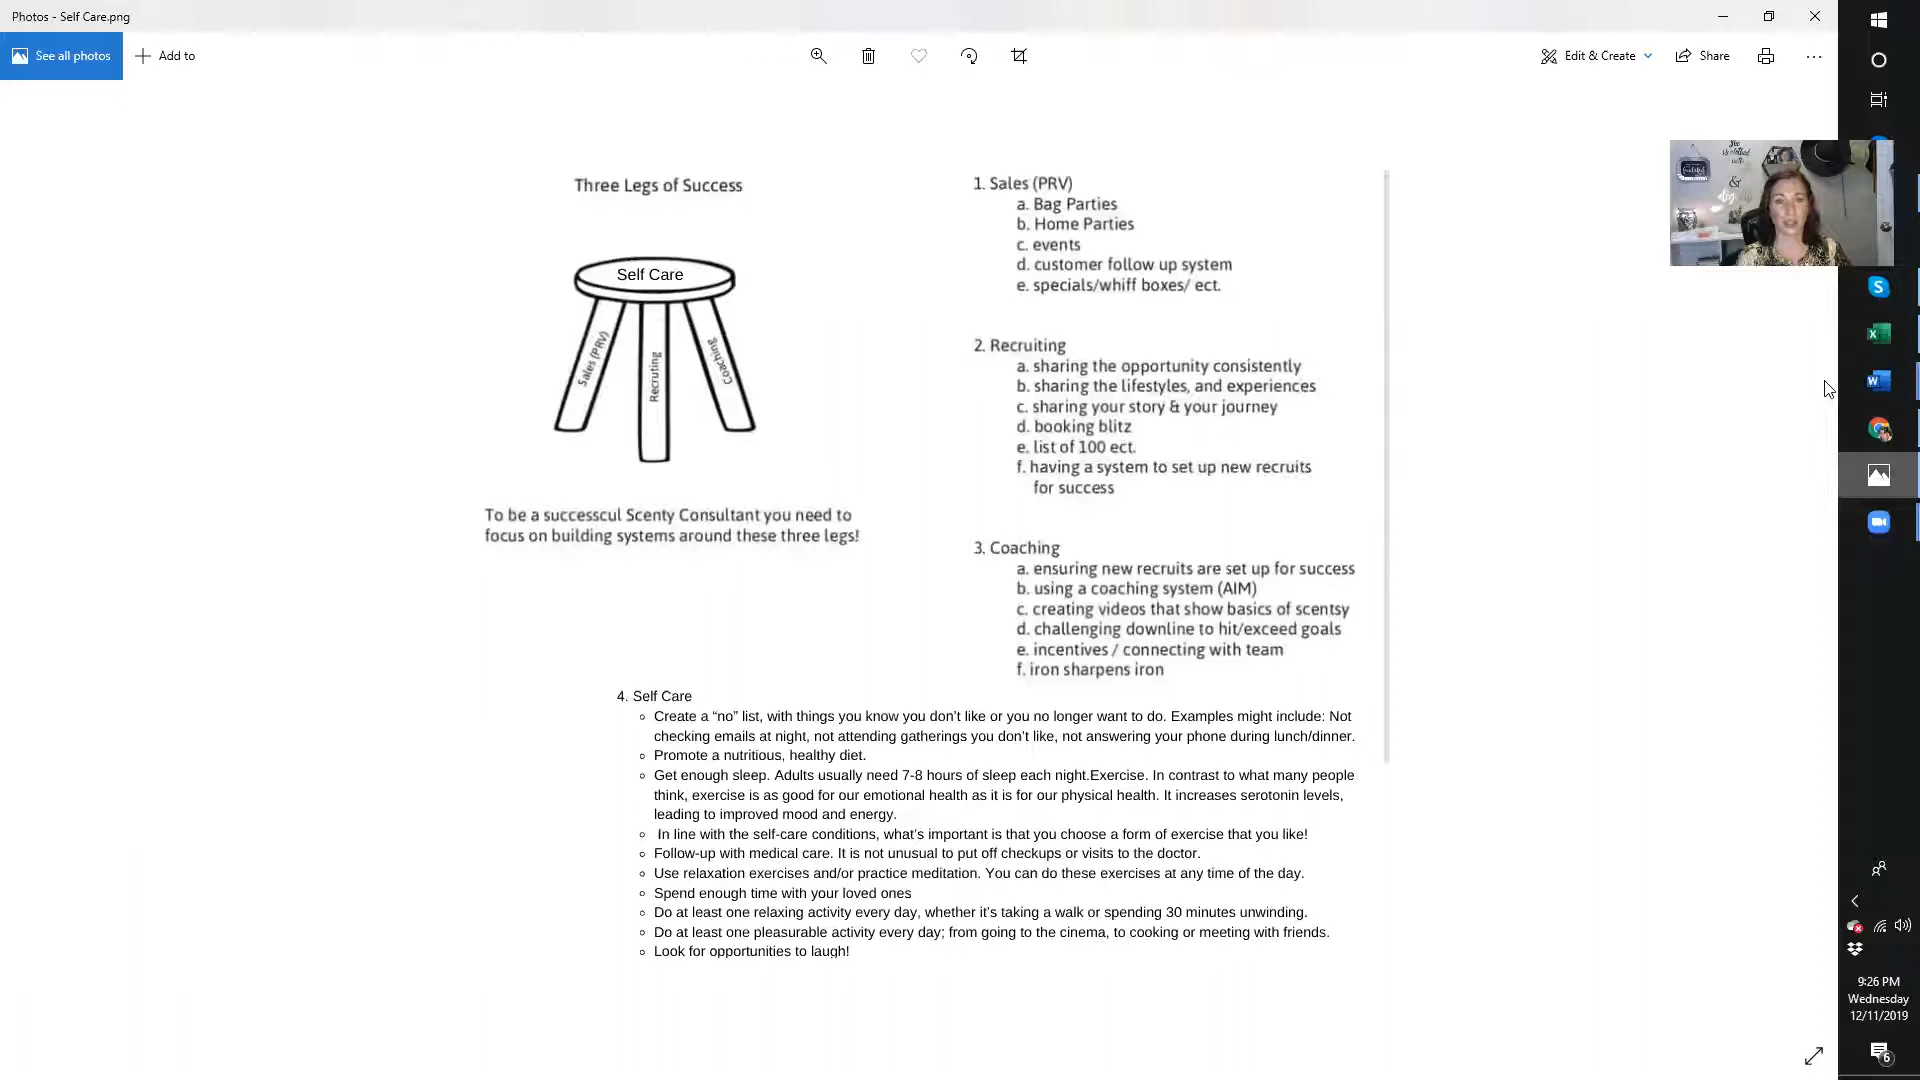 Photos - Self Care.png
See all photos
Add to
Edit & Create
Share
Three Legs of Success
Self Care
Sales (PRV)
Recruting
Coaching
To be a successcul Scenty Consultant you need to
focus on building systems around these three legs!
1. Sales (PRV)
a. Bag Parties
b. Home Parties
c. events
d. customer follow up system
e. specials/whiff boxes/ ect.
2. Recruiting
a. sharing the opportunity consistently
b. sharing the lifestyles, and experiences
c. sharing your story & your journey
d. booking blitz
e. list of 100 ect.
f. having a system to set up new recruits
for success
3. Coaching
a. ensuring new recruits are set up for success
b. using a coaching system (AIM)
c. creating videos that show basics of scentsy
d. challenging downline to hit/exceed goals
e. incentives / connecting with team
f. iron sharpens iron
4. Self Care
Create a “no” list, with things you know you don’t like or you no longer want to do. Examples might include: Not
checking emails at night, not attending gatherings you don’t like, not answering your phone during lunch/dinner.
Promote a nutritious, healthy diet.
Get enough sleep. Adults usually need 7-8 hours of sleep each night.Exercise. In contrast to what many people
think, exercise is as good for our emotional health as it is for our physical health. It increases serotonin levels,
leading to improved mood and energy.
In line with the self-care conditions, what’s important is that you choose a form of exercise that you like!
Follow-up with medical care. It is not unusual to put off checkups or visits to the doctor.
Use relaxation exercises and/or practice meditation. You can do these exercises at any time of the day.
Spend enough time with your loved ones
Do at least one relaxing activity every day, whether it’s taking a walk or spending 30 minutes unwinding.
Do at least one pleasurable activity every day; from going to the cinema, to cooking or meeting with friends.
Look for opportunities to laugh!
&
S
X
W
9:26 PM
Wednesday
12/11/2019
6